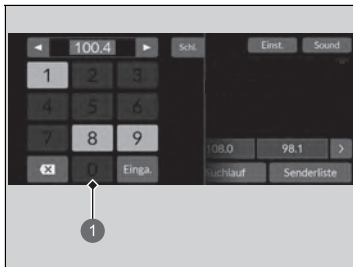 100.4 Schl. Einst. Sound
1 2 3
4 5 6
7 8 9
108.0 98.1
0 Einga. Suchlauf Senderliste
1